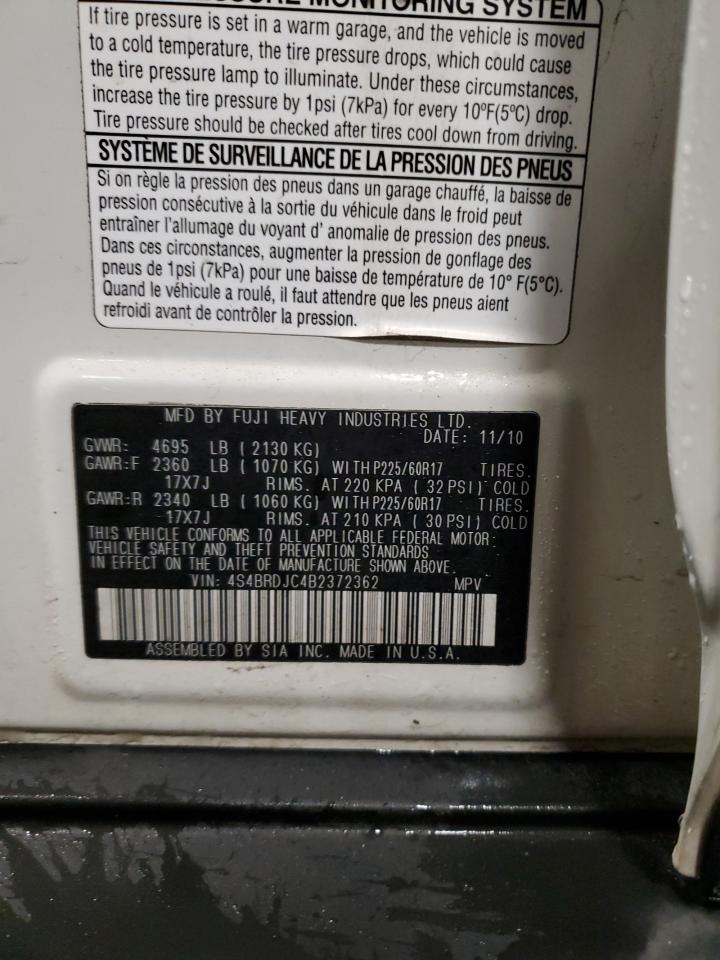 PRESSURE MONITORING SYSTEM
If tire pressure is set in a warm garage, and the vehicle is moved
to a cold temperature, the tire pressure drops, which could cause
the tire pressure lamp to illuminate. Under these circumstances,
increase the tire pressure by 1psi (7kPa) for every 10ºF(5ºC) drop.
Tire pressure should be checked after tires cool down from driving.
SYSTÈME DE SURVEILLANCE DE LA PRESSION DES PNEUS
Si on règle la pression des pneus dans un garage chauffé, la baisse de
pression consécutive à la sortie du véhicule dans le froid peut
entraîner l'allumage du voyant d' anomalie de pression des pneus.
Dans ces circonstances, augmenter la pression de gonflage des
pneus de 1psi (7kPa) pour une baisse de température de 10º F(5ºC).
Quand le véhicule a roulé, il faut attendre que les pneus aient
refroidi avant de contrôler la pression.
MFD BY FUJI HEAVY INDUSTRIES LTD.
DATE: 11/10
GVWR: 4695 LB ( 2130 KG)
GAWR:F 2360 LB ( 1070 KG) WITH P225/60R17 TIRES.
17X7J RIMS. AT 220 KPA ( 32 PSI) COLD
GAWR:R 2340 LB ( 1060 KG) WITH P225/60R17 TIRES.
17X7J RIMS. AT 210 KPA ( 30 PSI) COLD
THIS VEHICLE CONFORMS TO ALL APPLICABLE FEDERAL MOTOR
VEHICLE SAFETY AND THEFT PREVENTION STANDARDS
IN EFFECT ON THE DATE OF MANUFACTURE SHOWN ABOVE.
VIN: 4S4BRDJC4B2372362 MPV
ASSEMBLED BY SIA INC. MADE IN U.S.A.